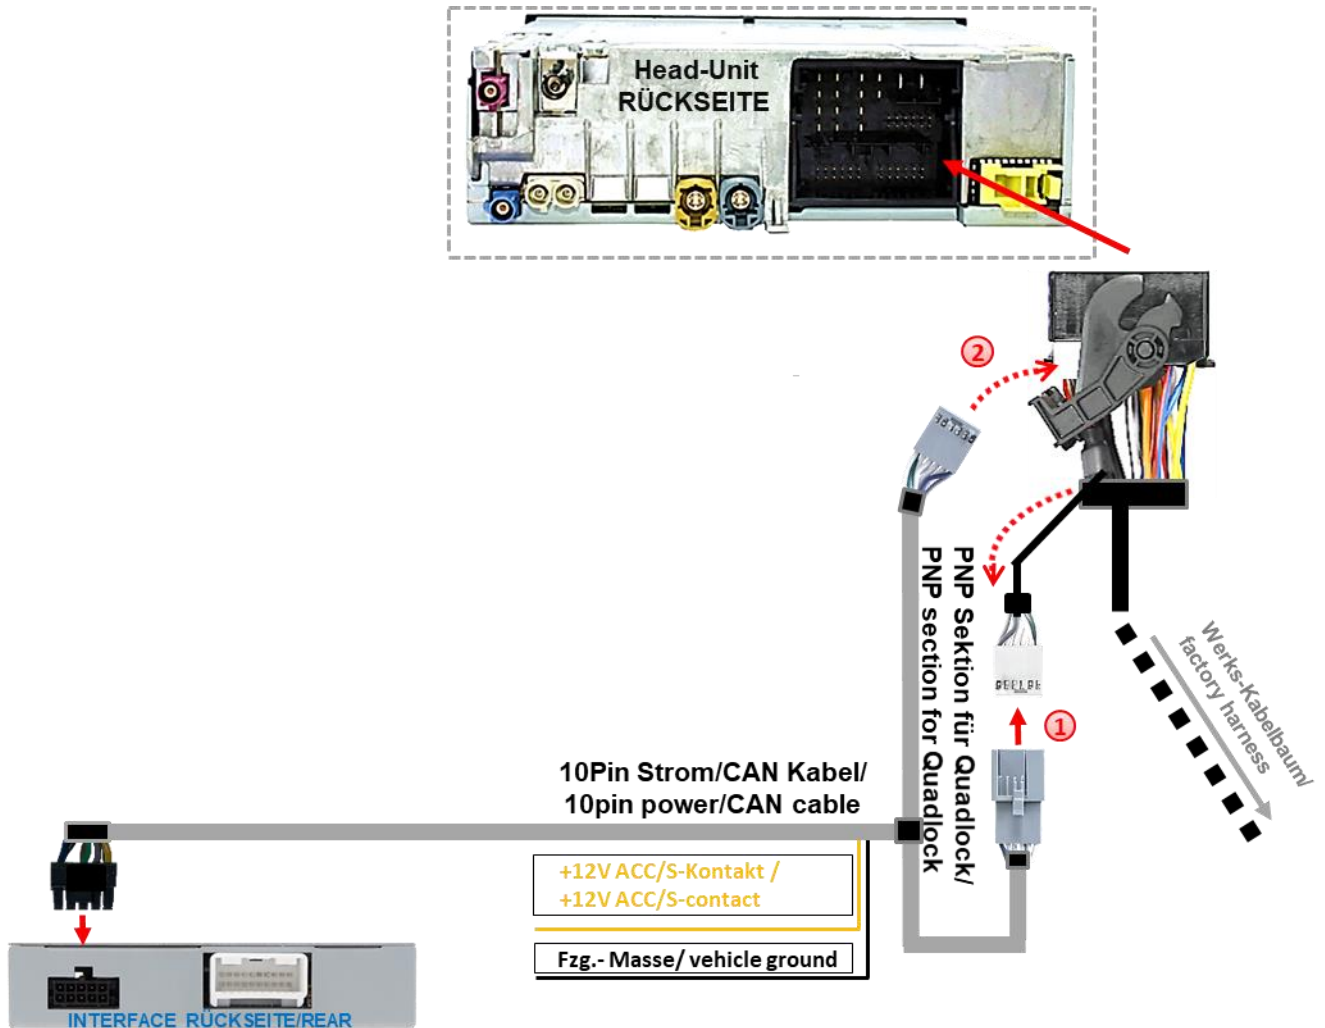 Head-Unit
RÜCKSEITE
2
PNP Sektion für Quadlock/
PNP section for Quadlock
1
Werks-Kabelbaum/
factory harness
10Pin Strom/CAN Kabel/
10pin power/CAN cable
+12V ACC/S-Kontakt /
+12V ACC/S-contact
Fzg.- Masse/ vehicle ground
INTERFACE RÜCKSEITE/REAR